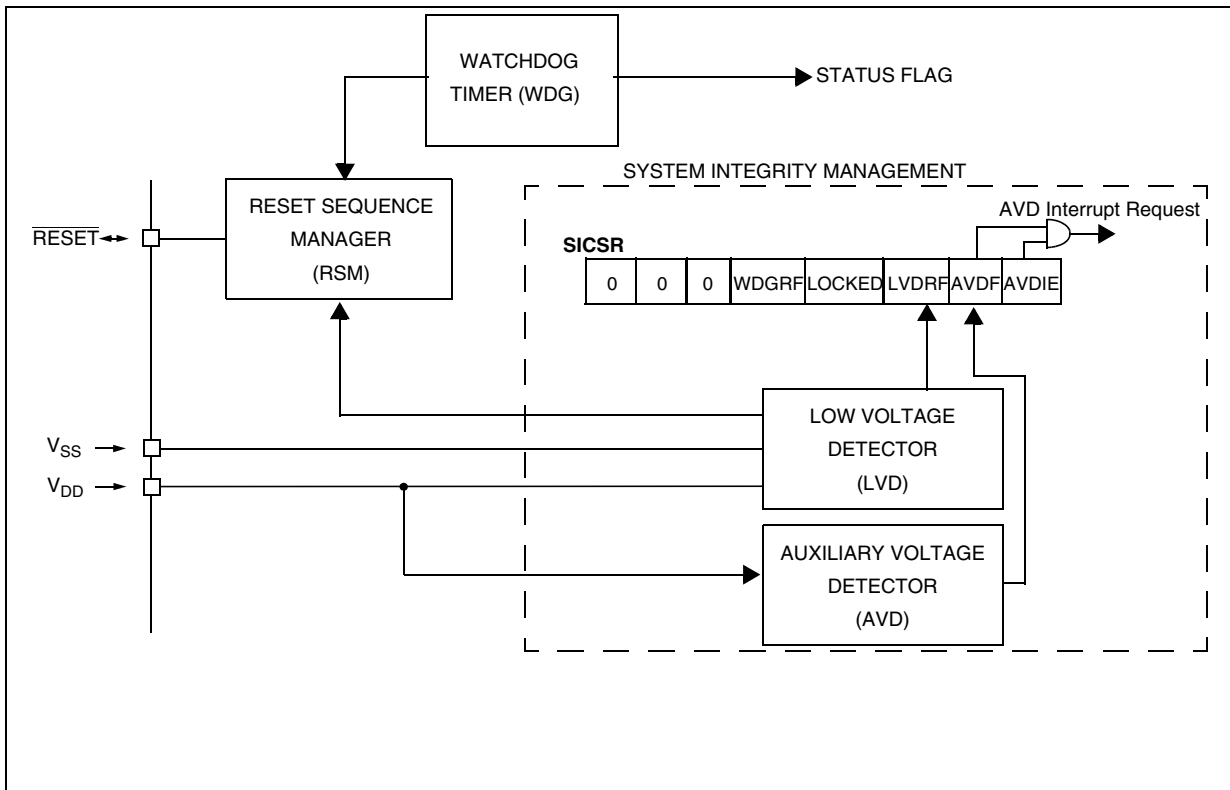 WATCHDOG
TIMER (WDG)
STATUS FLAG
SYSTEM INTEGRITY MANAGEMENT
RESET SEQUENCE
MANAGER
(RSM)
RESET
AVD Interrupt Request
SICSR
0 0 0 WDGRF LOCKED LVDRF AVDF AVDIE
LOW VOLTAGE
DETECTOR
(LVD)
VSS
VDD
AUXILIARY VOLTAGE
DETECTOR
(AVD)